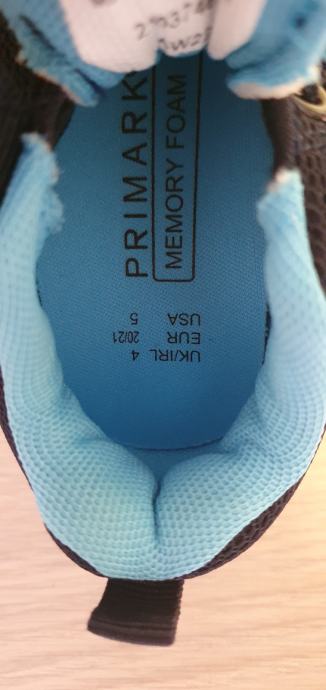 PRIMARK
MEMORY FOAM
UK/IRL 4
EUR 20/21
USA 5